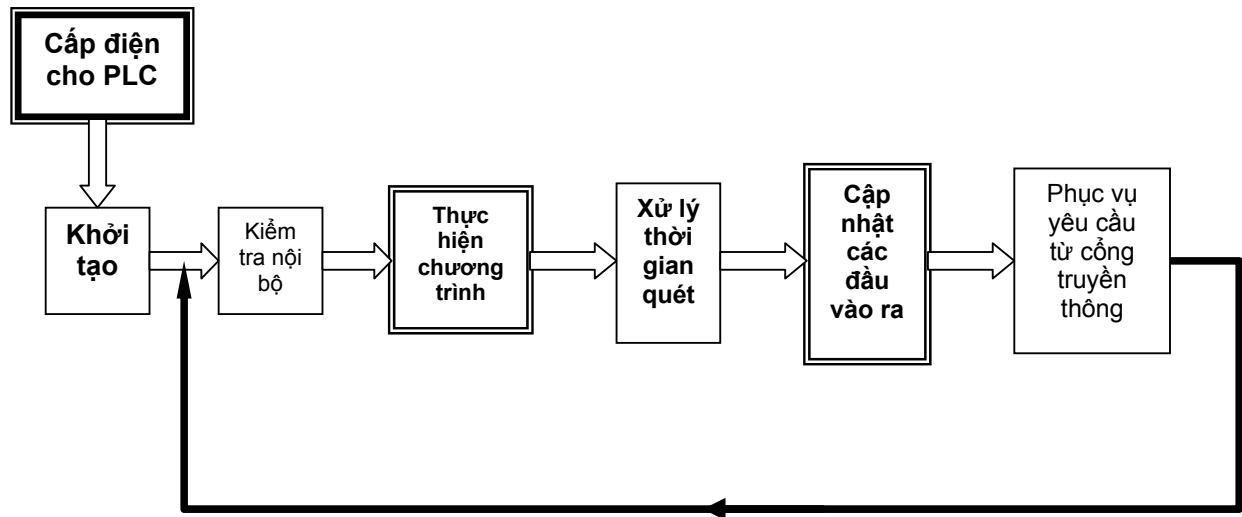 Cấp điện
cho PLC
Khởi
tạo
Kiểm
tra nội
bộ
Thực
hiện
chương
trình
Xử lý
thời
gian
quét
Cập
nhật
các
đầu
vào ra
Phục vụ
yêu cầu
từ cổng
truyền
thông